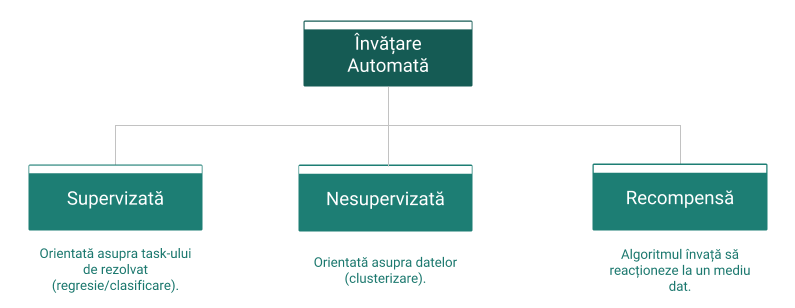 Învățare
Automată
Supervizată
Nesupervizată
Recompensă
Orientată asupra task-ului
de rezolvat
(regresie/clasificare).
Orientată asupra datelor
(clusterizare).
Algoritmul învață să
reacționeze la un mediu
dat.